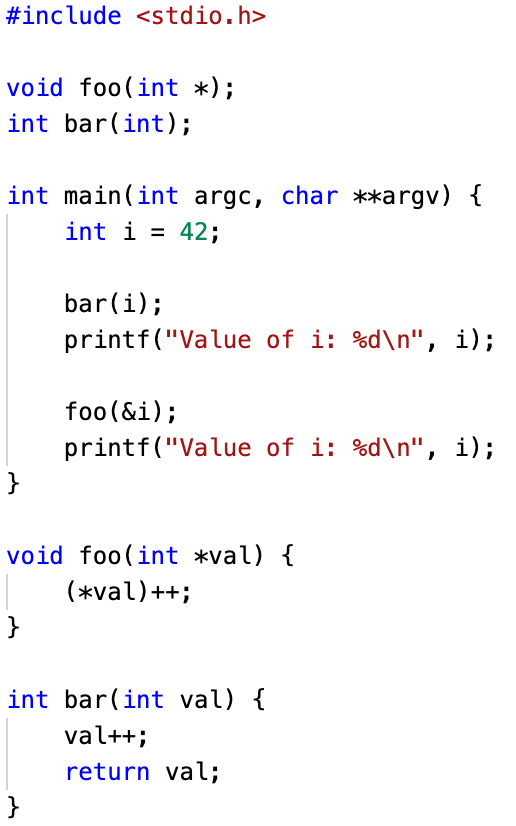 #include <stdio.h>

void foo(int *);
int bar(int);

int main(int argc, char **argv) {
    int i = 42;

    bar(i);
    printf("Value of i: %d\n", i);

    foo(&i);
    printf("Value of i: %d\n", i);
}

void foo(int *val) {
    (*val)++;
}

int bar(int val) {
    val++;
    return val;
}